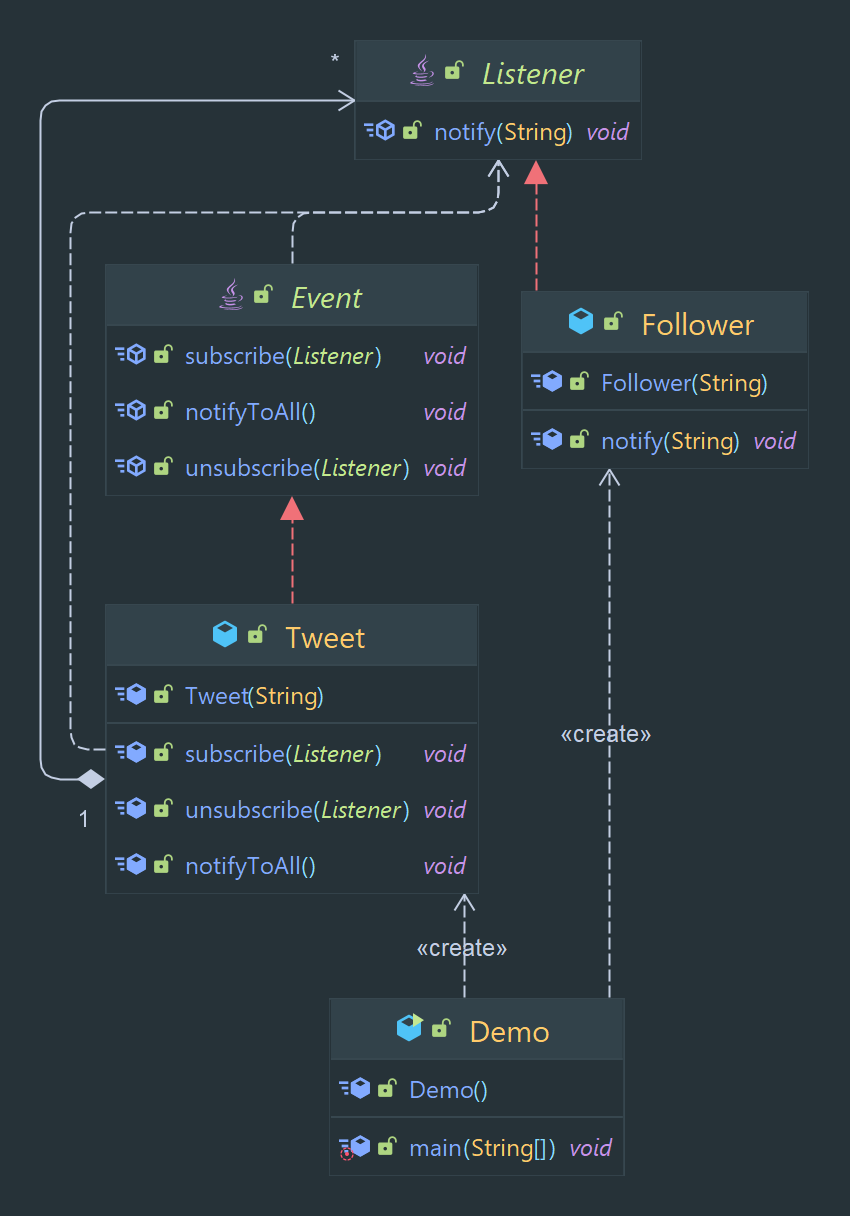 *
Listener
notify(String) void
Event
subscribe(Listener) void
notifyToAll() void
unsubscribe(Listener) void
Follower
Follower(String)
notify(String) void
Tweet
Tweet(String)
subscribe(Listener) void
unsubscribe(Listener) void
notifyToAll() void
1
«create»
«create»
Demo
Demo()
main(String[]) void